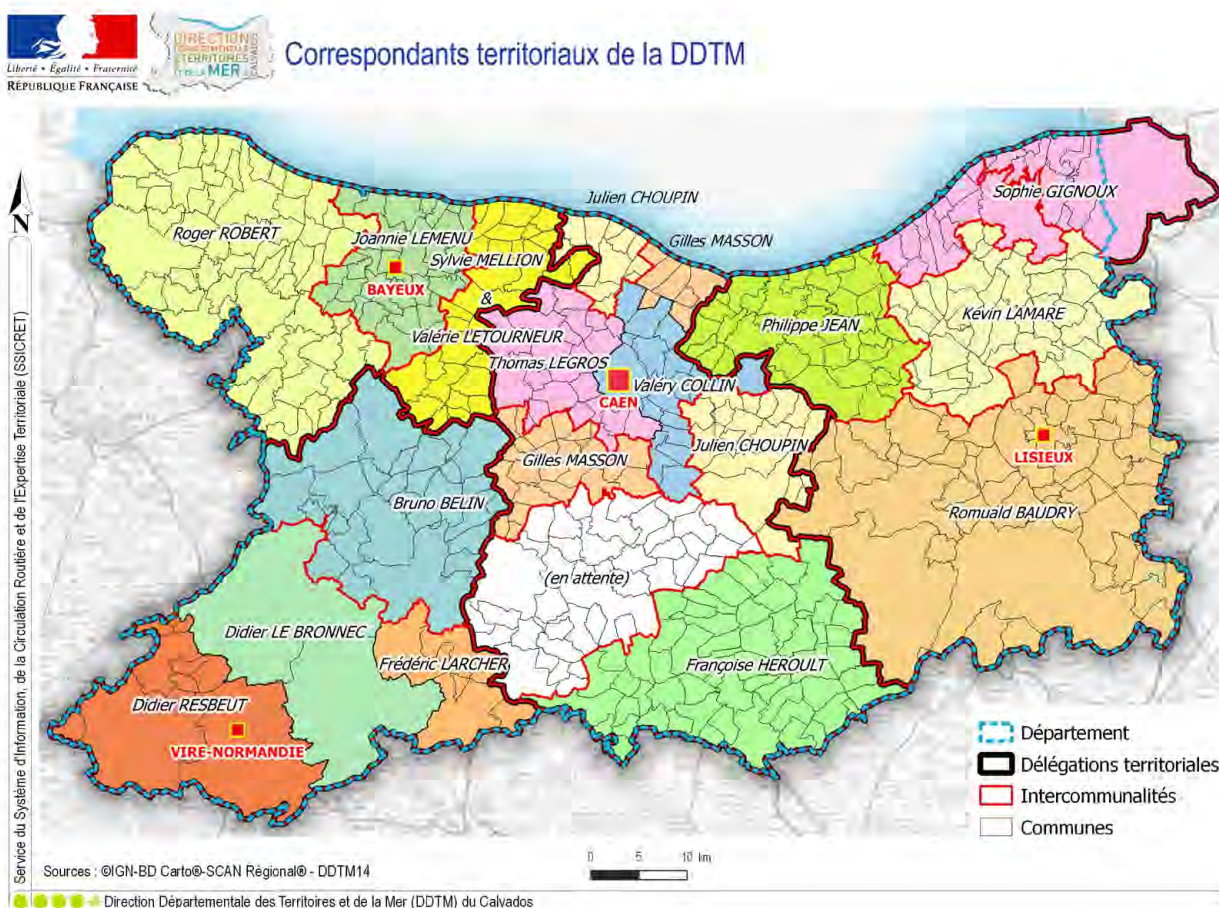 Liberté • Égalité • Fraternité
RÉPUBLIQUE FRANÇAISE
DIRECTION
DÉPARTEMENTALE
TERRITOIRES
MER
CALVADOS
Correspondants territoriaux de la DDTM
N
Service du Système d'Information, de la Circulation Routière et de l'Expertise Territoriale (SSICRET)
Julien CHOUPIN
Sophie GIGNOUX
Roger ROBERT
Joannie LEMENU
Gilles MASSON
Sylvie MELLION
BAYEUX
&
Kévin LAMARE
Philippe JEAN
Valérie LETOURNEUR
Thomas LEGROS
Valéry COLLIN
CAEN
Julien CHOUPIN
LISIEUX
Gilles MASSON
Bruno BELIN
Romuald BAUDRY
(en attente)
Didier LE BRONNEC
Frédéric LARCHER
Françoise HEROULT
Didier RESBEUT
VIRE-NORMANDIE
Département
Délégations territoriales
Intercommunalités
Communes
0 5 10 km
Sources : ©IGN-BD Carto®-SCAN Régional® - DDTM14
Direction Départementale des Territoires et de la Mer (DDTM) du Calvados